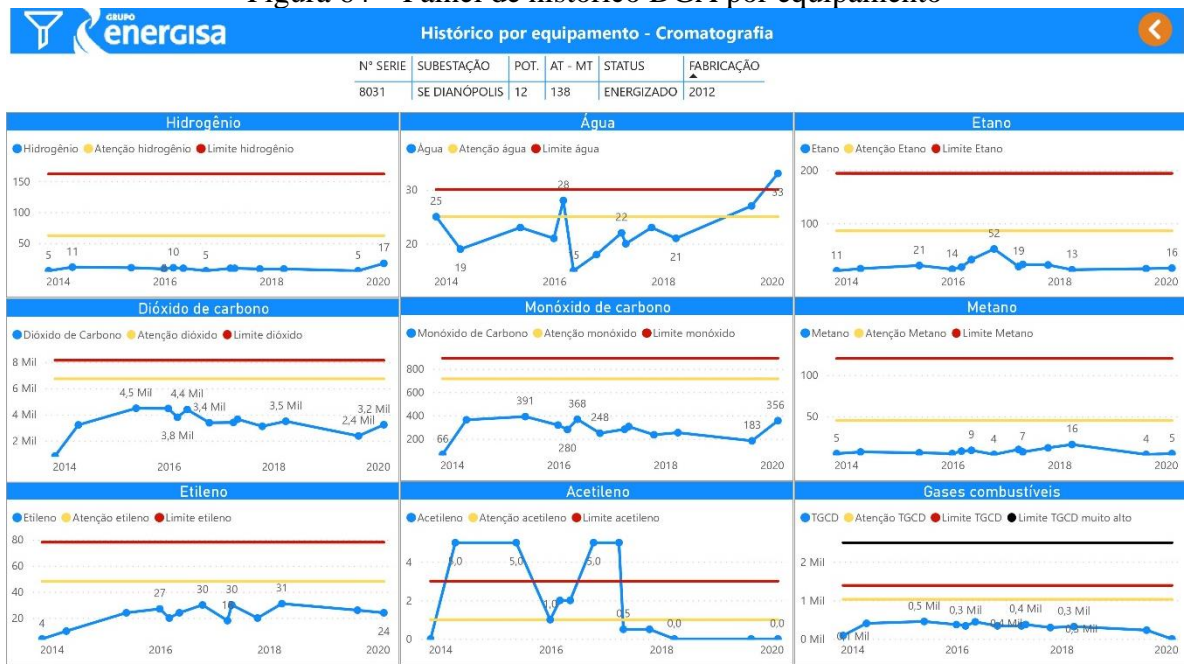 Figura 64 - Painel de histórico DGA por equipamento
GRUPO
energisa
Histórico por equipamento - Cromatografia
N° SERIE SUBESTAÇÃO POT. AT - MT STATUS FABRICAÇÃO
8031 SE DIANÓPOLIS 12 138 ENERGIZADO 2012
Hidrogênio
Hidrogênio Atenção hidrogênio Limite hidrogênio
150
100
50
5 11 10 5 5 17
2014 2016 2018 2020
Água
Água Atenção água Limite água
30
20
25 19 28 5 22 21 33
2014 2016 2018 2020
Etano
Etano Atenção Etano Limite Etano
200
100
11 21 14 52 19 13 16
2014 2016 2018 2020
Dióxido de carbono
Dióxido de Carbono Atenção dióxido Limite dióxido
8 Mil
6 Mil
4 Mil
2 Mil
4,5 Mil 3,8 Mil 4,4 Mil 3,4 Mil 3,5 Mil 2,4 Mil 3,2 Mil
2014 2016 2018 2020
Monóxido de carbono
Monóxido de Carbono Atenção monóxido Limite monóxido
800
600
400
200
66 391 280 368 248 183 356
2014 2016 2018 2020
Metano
Metano Atenção Metano Limite Metano
100
50
5 9 4 7 16 4 5
2014 2016 2018 2020
Etileno
Etileno Atenção etileno Limite etileno
80
60
40
20
4 27 30 30 31 24
2014 2016 2018 2020
Acetileno
Acetileno Atenção acetileno Limite acetileno
4
2
0
5,0 5,0 1,0 5,0 0,5 0,0 0,0
2014 2016 2018 2020
Gases combustíveis
TGCD Atenção TGCD Limite TGCD Limite TGCD muito alto
2 Mil
1 Mil
0 Mil
0,1 Mil 0,5 Mil 0,3 Mil 0,4 Mil 0,4 Mil 0,3 Mil 0,3 Mil
2014 2016 2018 2020